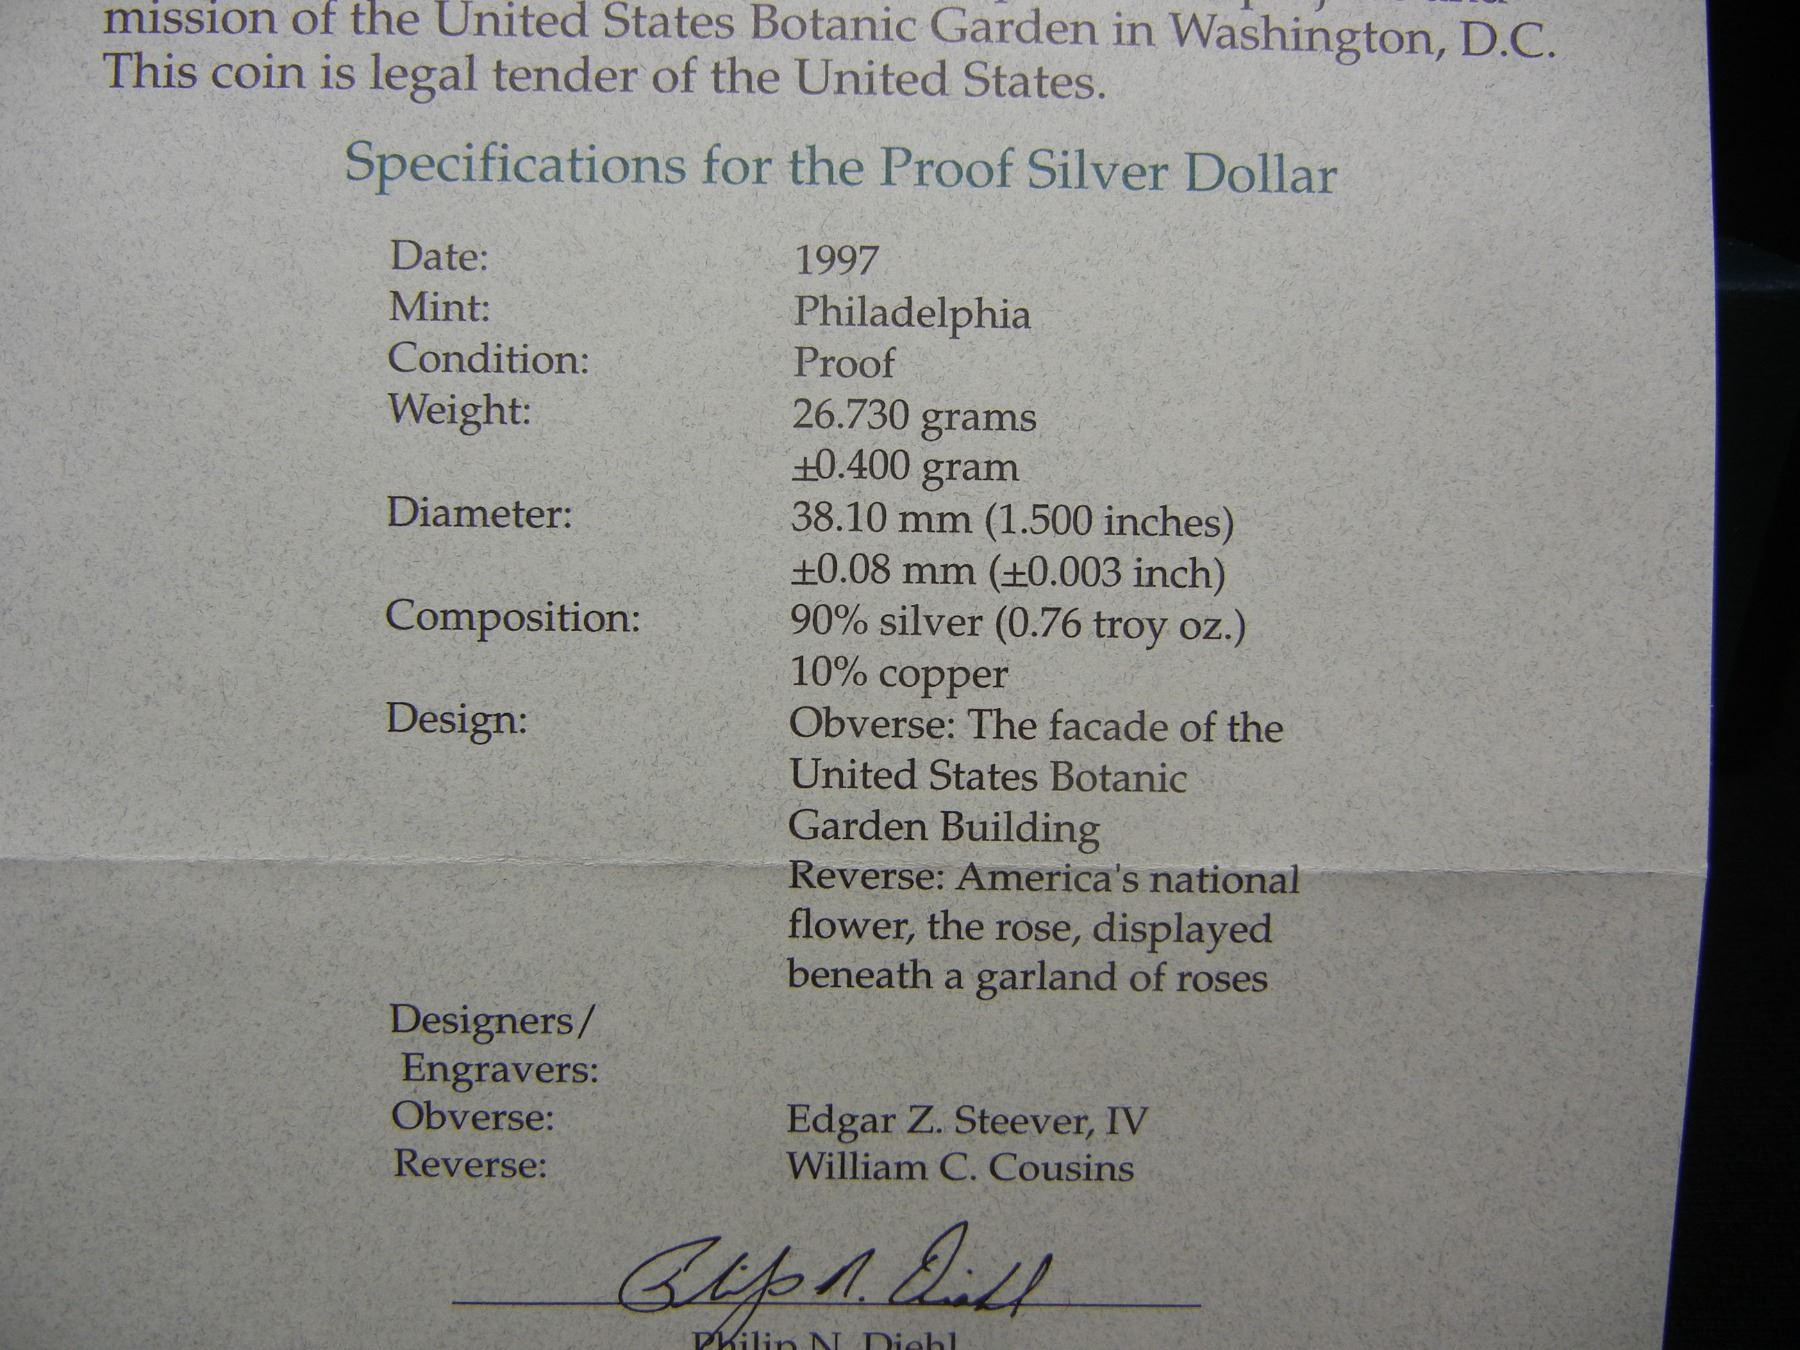 mission of the United States Botanic Garden in Washington, D.C.
This coin is legal tender of the United States.
Specifications for the Proof Silver Dollar
Date: 1997
Mint: Philadelphia
Condition: Proof
Weight: 26.730 grams
±0.400 gram
Diameter: 38.10 mm (1.500 inches)
±0.08 mm (±0.003 inch)
Composition: 90% silver (0.76 troy oz.)
10% copper
Design: Obverse: The facade of the
United States Botanic
Garden Building
Reverse: America's national
flower, the rose, displayed
beneath a garland of roses
Designers/
Engravers:
Obverse: Edgar Z. Steever, IV
Reverse: William C. Cousins
Philip N. Diehl
Philip N. Diehl